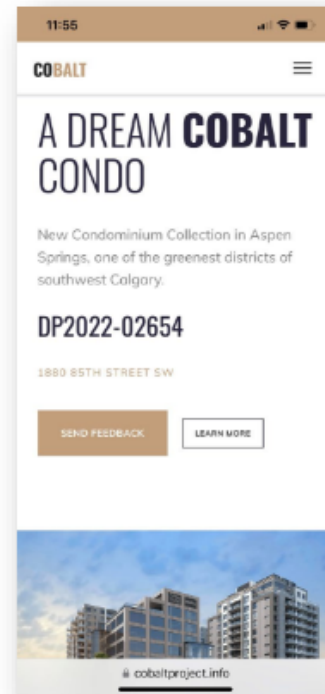 11:55
COBALT
A DREAM COBALT
CONDO
New Condominium Collection in Aspen
Springs, one of the greenest districts of
southwest Calgary.
DP2022-02654
1880 85TH STREET SW
SEND FEEDBACK
LEARN MORE
cobaltproject.info